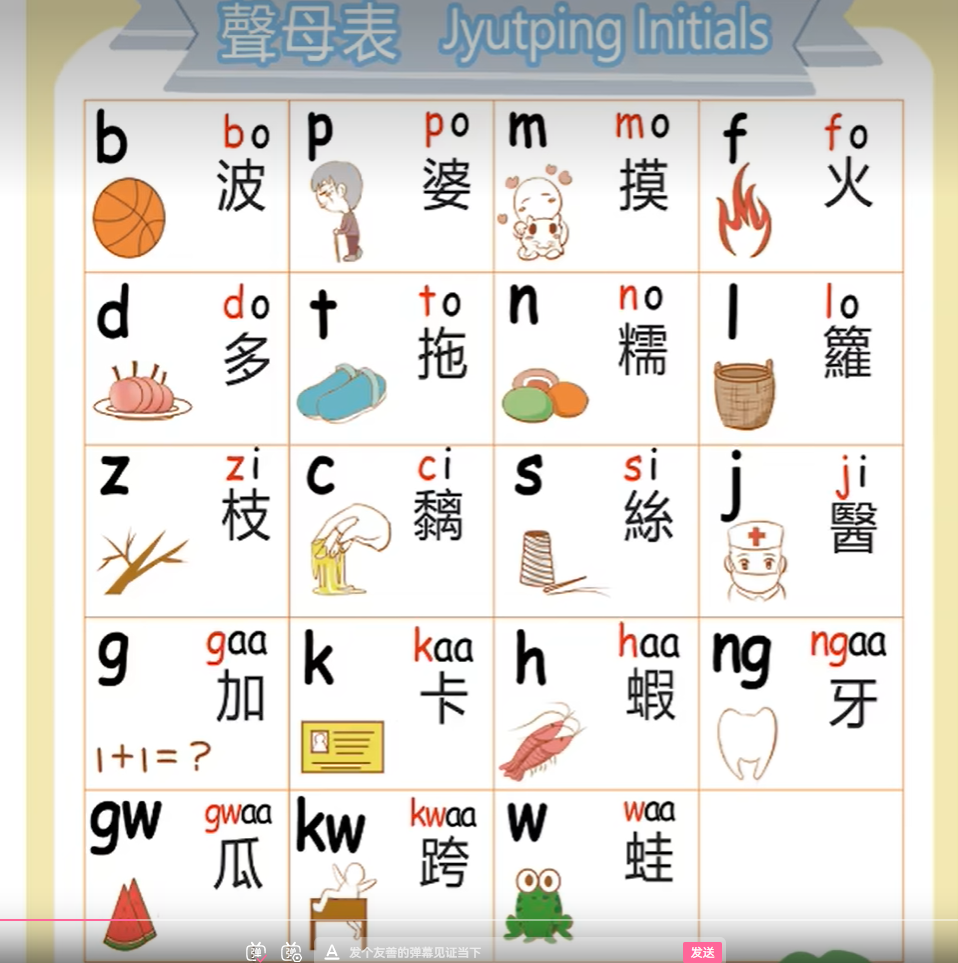 聲母表 Jyutping Initials
b bo 波
p po 婆
m mo 摸
f fo 火
d do 多
t to 拖
n no 糯
l lo 籮
z zi 枝
c ci 黐
s si 絲
j ji 醫
g gaa 加
1+1=?
k kaa 卡
h haa 蝦
ng ngaa 牙
gw gwaa 瓜
kw kwaa 跨
w waa 蛙
弹 弹 A 发个友善的弹幕见证当下 发送